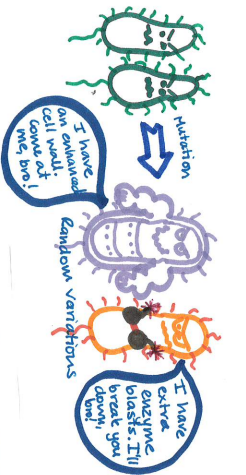 Mutation
I have
an enhanced
cell wall
Come at
me, bro!
Random variations
I have
extra
enzyme
blasts. I'll
break you
down,
bro!